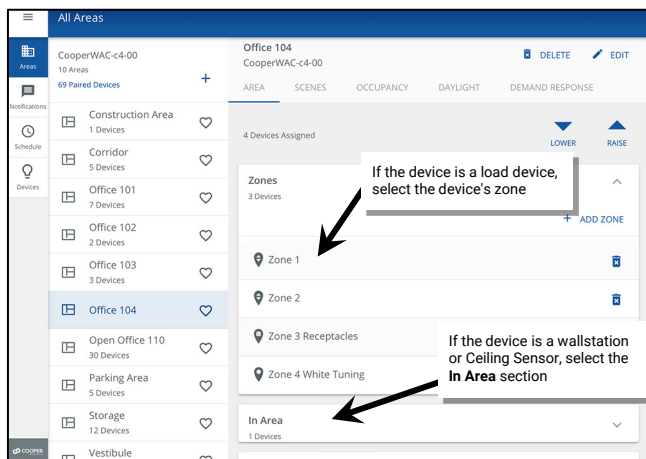 All Areas
Areas
Notifications
Schedule
Devices
COOPER
CooperWAC-c4-00
10 Areas
69 Paired Devices
+
Construction Area
1 Devices
Corridor
5 Devices
Office 101
7 Devices
Office 102
2 Devices
Office 103
3 Devices
Office 104
Open Office 110
30 Devices
Parking Area
5 Devices
Storage
12 Devices
Vestibule
Office 104
CooperWAC-c4-00
DELETE
EDIT
AREA SCENES OCCUPANCY DAYLIGHT DEMAND RESPONSE
4 Devices Assigned
LOWER
RAISE
Zones
3 Devices
If the device is a load device,
select the device's zone
+ ADD ZONE
Zone 1
Zone 2
Zone 3 Receptacles
Zone 4 White Tuning
If the device is a wallstation
or Ceiling Sensor, select the
In Area section
In Area
1 Devices